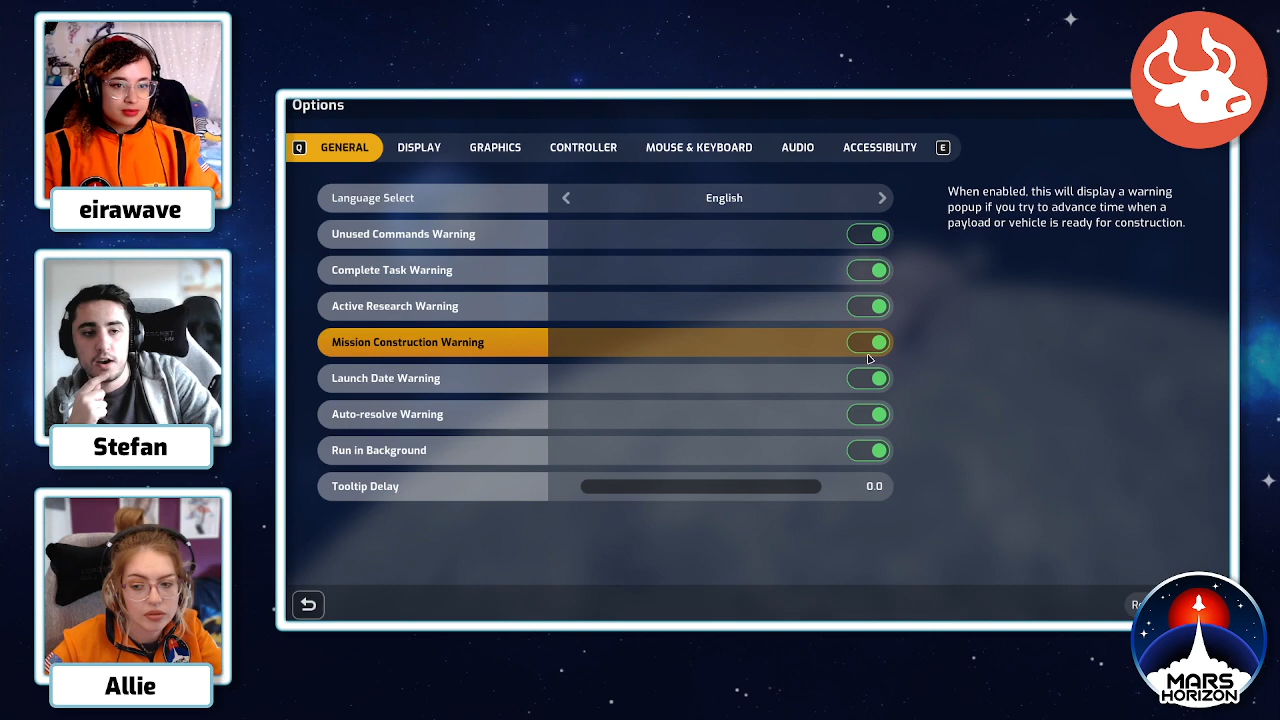 eirawave
Stefan
Allie
Options
Q GENERAL DISPLAY GRAPHICS CONTROLLER MOUSE & KEYBOARD AUDIO ACCESSIBILITY E
Language Select English
Unused Commands Warning
Complete Task Warning
Active Research Warning
Mission Construction Warning
Launch Date Warning
Auto-resolve Warning
Run in Background
Tooltip Delay 0.0
When enabled, this will display a warning
popup if you try to advance time when a
payload or vehicle is ready for construction.
MARS
HORIZON